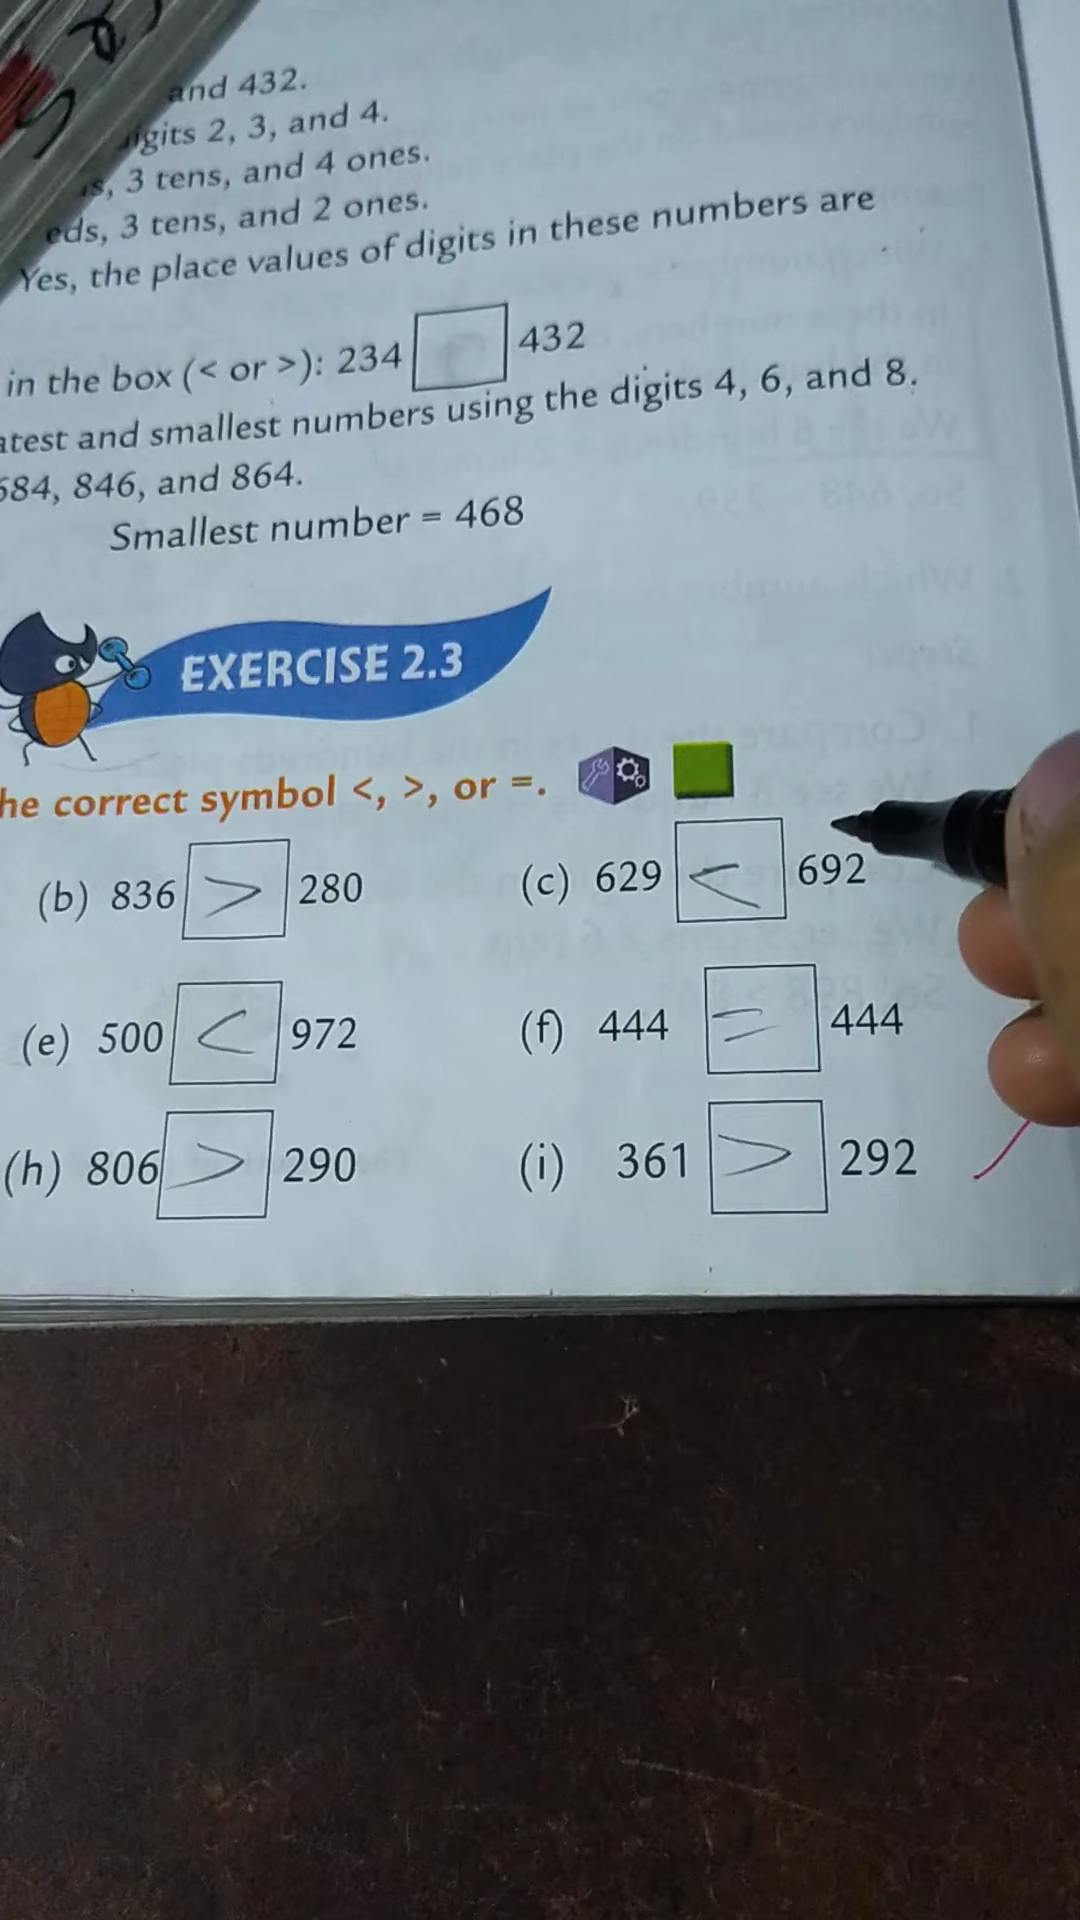 and 432.
digits 2, 3, and 4.
s, 3 tens, and 4 ones.
eds, 3 tens, and 2 ones.
Yes, the place values of digits in these numbers are
in the box (< or >): 234 432
atest and smallest numbers using the digits 4, 6, and 8.
684, 846, and 864.
Smallest number = 468
EXERCISE 2.3
he correct symbol <, >, or =.
(b) 836 > 280 (c) 629 < 692
(e) 500 < 972 (f) 444 = 444
(h) 806 > 290 (i) 361 > 292